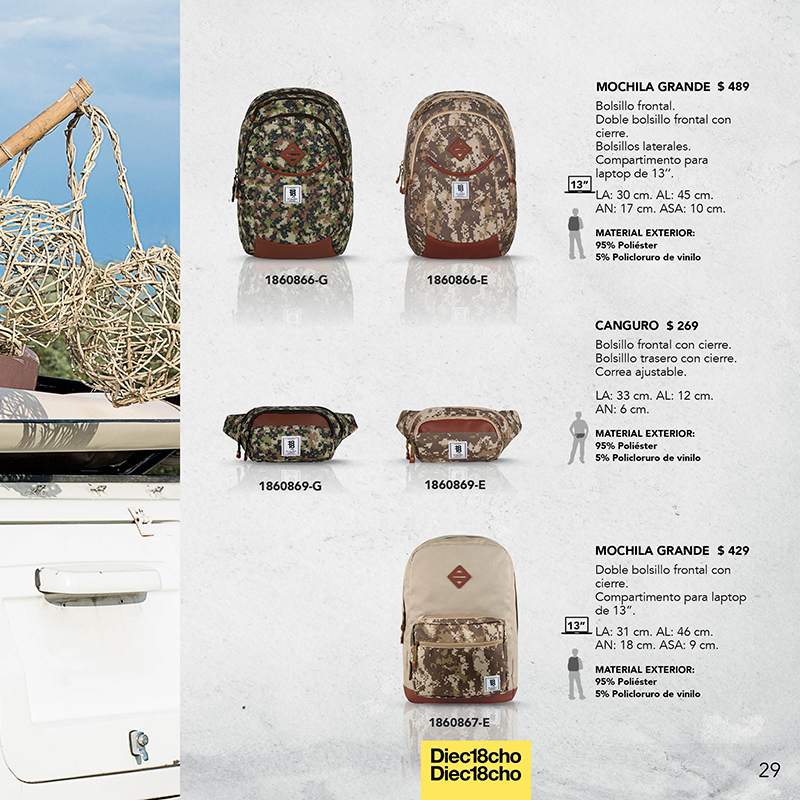 MOCHILA GRANDE $ 489
Bolsillo frontal.
Doble bolsillo frontal con
cierre.
Bolsillos laterales.
Compartimento para
laptop de 13’’.
13”
LA: 30 cm. AL: 45 cm.
AN: 17 cm. ASA: 10 cm.
MATERIAL EXTERIOR:
95% Poliéster
5% Policloruro de vinilo
1860866-G
1860866-E
CANGURO $ 269
Bolsillo frontal con cierre.
Bolsilllo trasero con cierre.
Correa ajustable.
LA: 33 cm. AL: 12 cm.
AN: 6 cm.
MATERIAL EXTERIOR:
95% Poliéster
5% Policloruro de vinilo
1860869-G
1860869-E
MOCHILA GRANDE $ 429
Doble bolsillo frontal con
cierre.
Compartimento para laptop
de 13”.
13”
LA: 31 cm. AL: 46 cm.
AN: 18 cm. ASA: 9 cm.
MATERIAL EXTERIOR:
95% Poliéster
5% Policloruro de vinilo
1860867-E
Diec18cho
Diec18cho
29